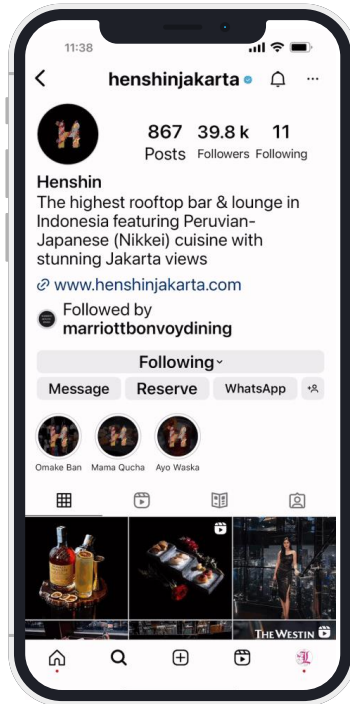 11:38
henshinjakarta
867 39.8 k 11
Posts Followers Following
Henshin
The highest rooftop bar & lounge in
Indonesia featuring Peruvian-
Japanese (Nikkei) cuisine with
stunning Jakarta views
www.henshinjakarta.com
Followed by
marriottbonvoydining
Following
Message Reserve WhatsApp
Omake Ban Mama Qucha Ayo Waska
THE WESTIN